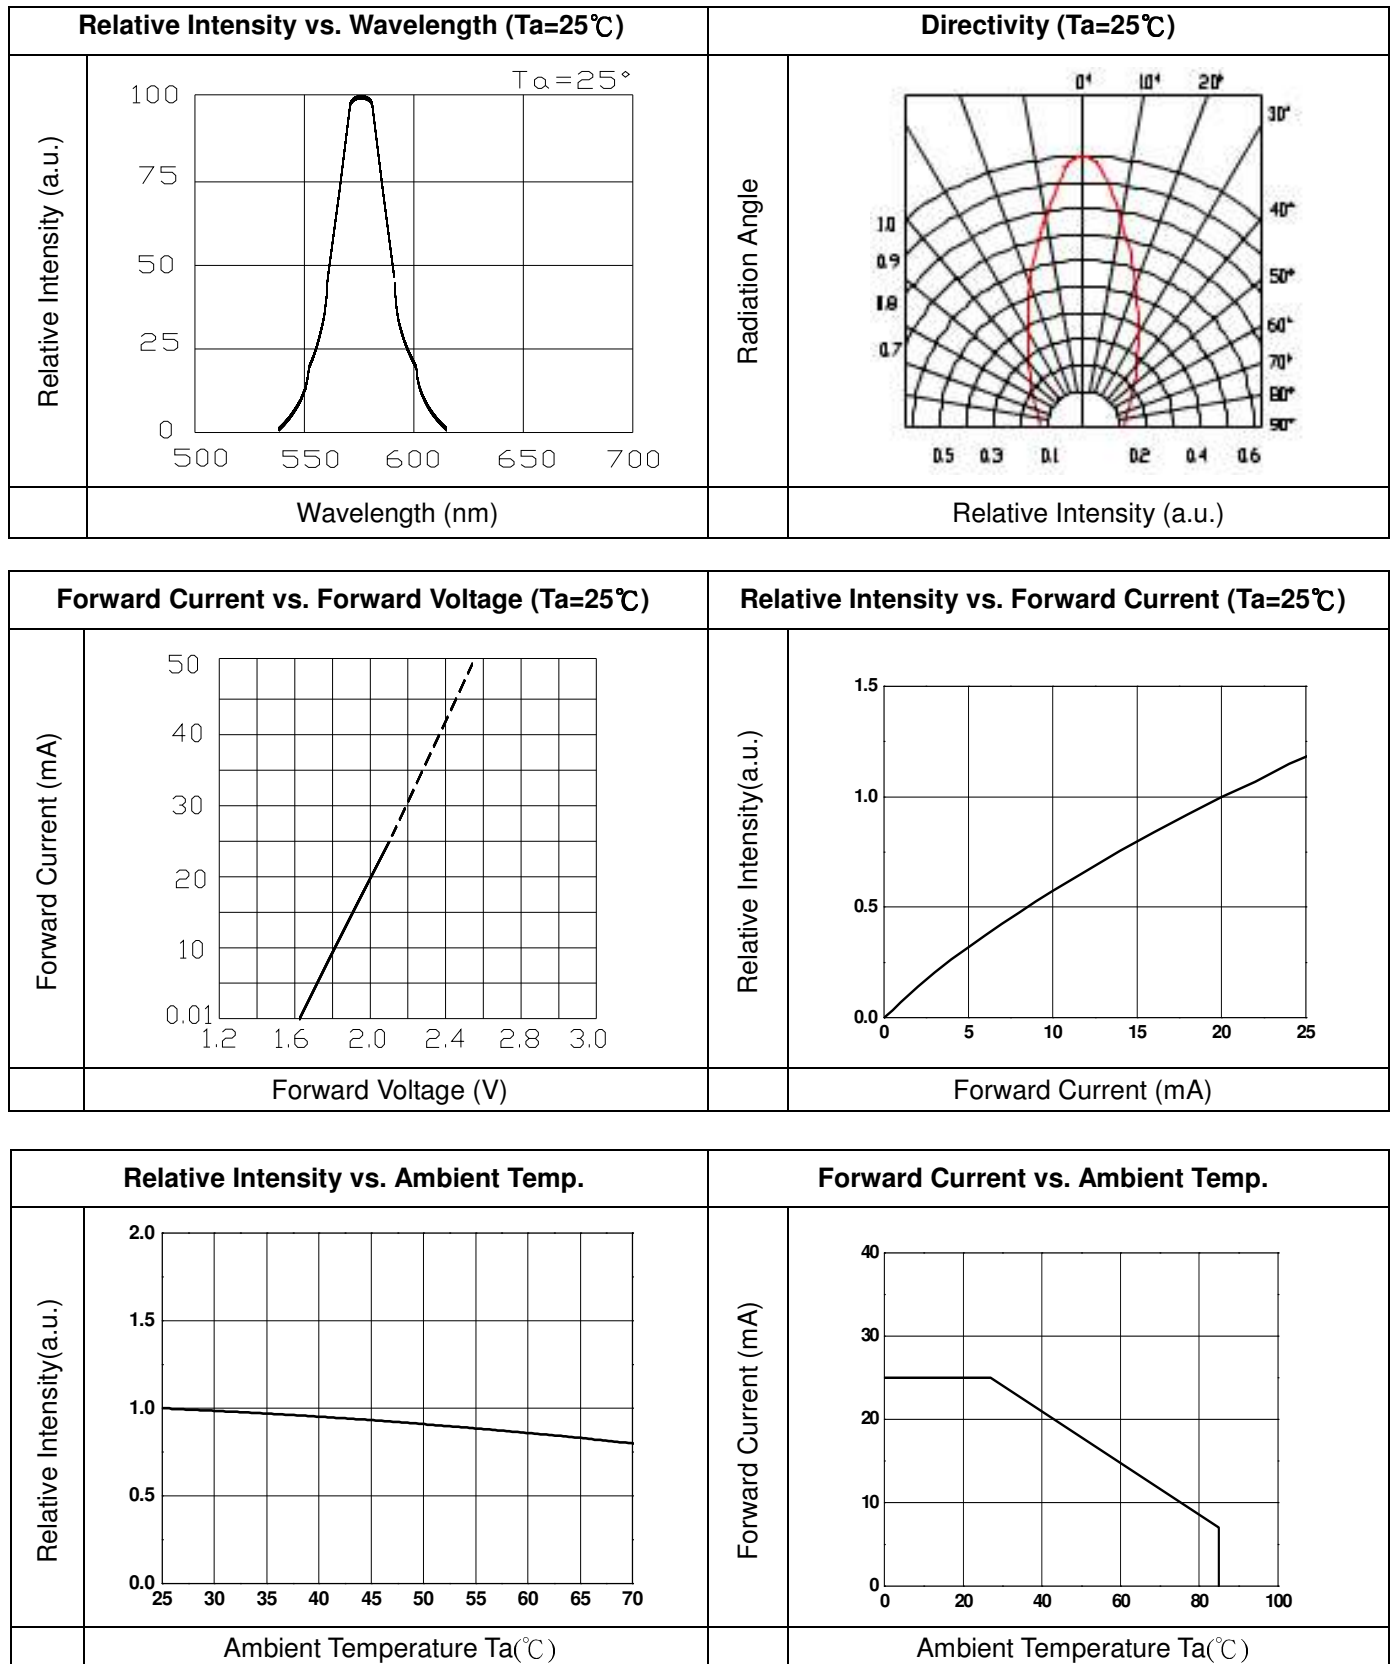 Relative Intensity vs. Wavelength (Ta=25℃)
Directivity (Ta=25℃)
Relative Intensity (a.u.)
Ta=25°
100
75
50
25
0
500 550 600 650 700
Wavelength (nm)
Radiation Angle
0° 10° 20°
30°
40°
50°
60°
70°
80°
90°
1.0
0.9
0.8
0.7
0.5 0.3 0.1 0.2 0.4 0.6
Relative Intensity (a.u.)
Forward Current vs. Forward Voltage (Ta=25℃)
Relative Intensity vs. Forward Current (Ta=25℃)
Forward Current (mA)
50
40
30
20
10
0.01
1.2 1.6 2.0 2.4 2.8 3.0
Forward Voltage (V)
Relative Intensity(a.u.)
1.5
1.0
0.5
0.0
0 5 10 15 20 25
Forward Current (mA)
Relative Intensity vs. Ambient Temp.
Forward Current vs. Ambient Temp.
Relative Intensity(a.u.)
2.0
1.5
1.0
0.5
0.0
25 30 35 40 45 50 55 60 65 70
Ambient Temperature Ta(℃)
Forward Current (mA)
40
30
20
10
0
0 20 40 60 80 100
Ambient Temperature Ta(℃)